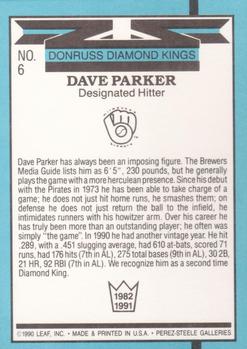 NO.
6
DONRUSS DIAMOND KINGS
DAVE PARKER
Designated Hitter
Dave Parker has always been an imposing figure. The Brewers
Media Guide lists him as 6'5", 230 pounds, but he generally
plays the game with a more herculean presence. Since his debut
with the Pirates in 1973 he has been able to take charge of a
game; he does not just hit home runs, he smashes them; on
defense he does not just return the ball to the infield, he
intimidates runners with his howitzer arm. Over his career he
has truly been more than an outstanding player; he often was
simply "the game". In 1990 he had another vintage year. He hit
.289, with a .451 slugging average, had 610 at-bats, scored 71
runs, had 176 hits (7th in AL), 275 total bases (9th in AL), 30 2B,
21 HR, 92 RBI (7th in AL). We recognize him as a second time
Diamond King.
1982
1991
©1990 LEAF, INC. • MADE & PRINTED IN U.S.A. • PEREZ-STEELE GALLERIES